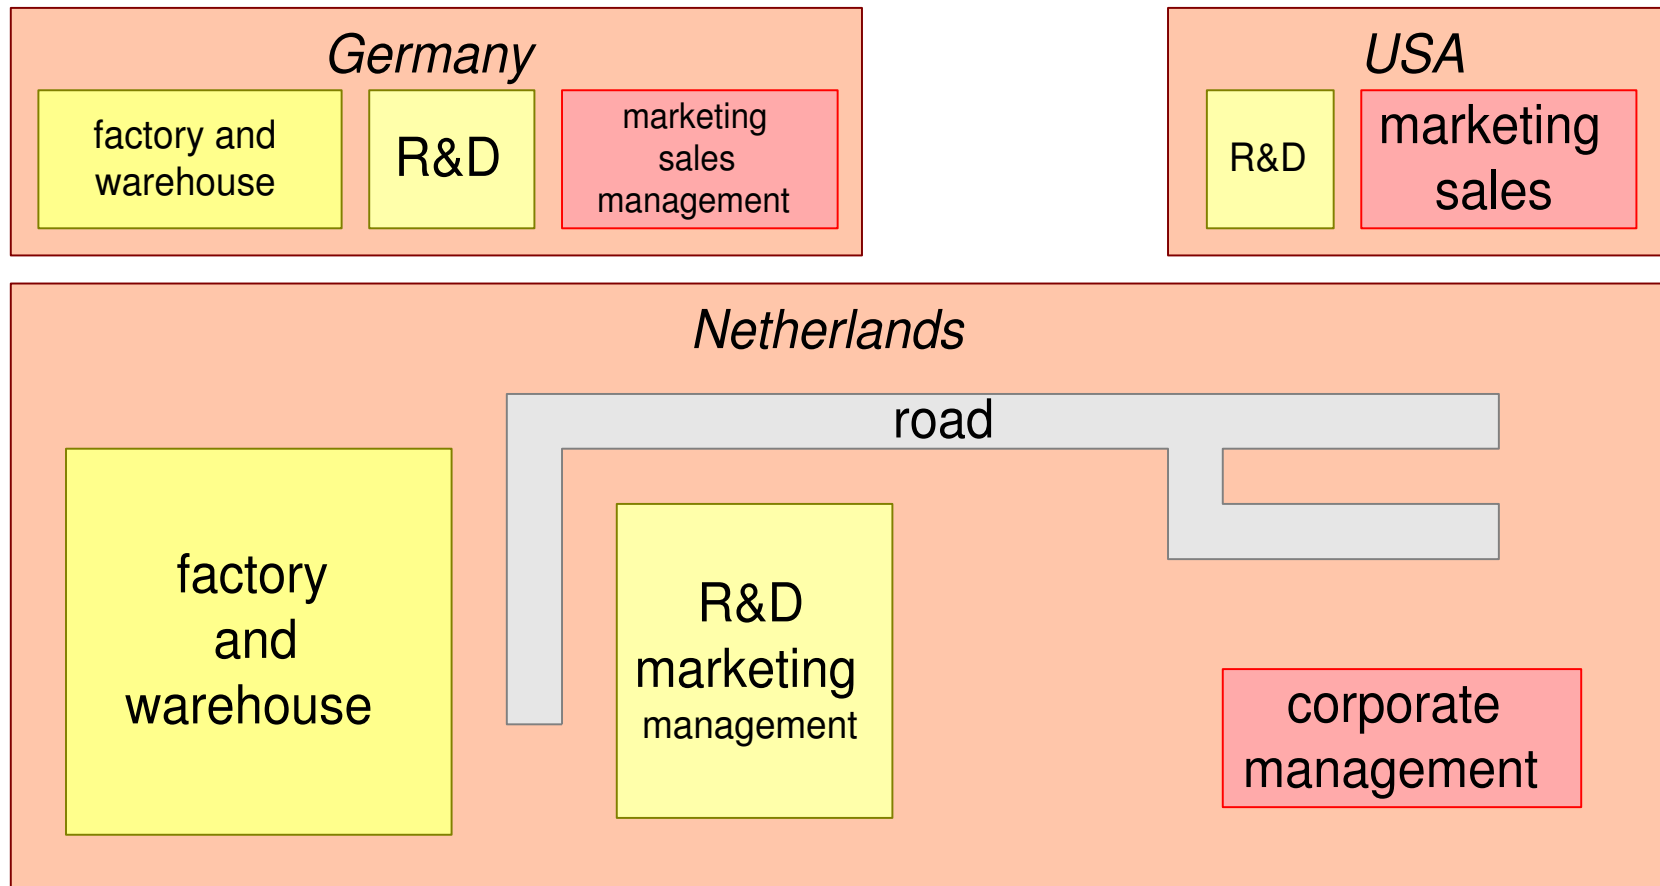 Germany
factory and
warehouse
R&D
marketing
sales
management
USA
R&D
marketing
sales
Netherlands
road
factory
and
warehouse
R&D
marketing
management
corporate
management